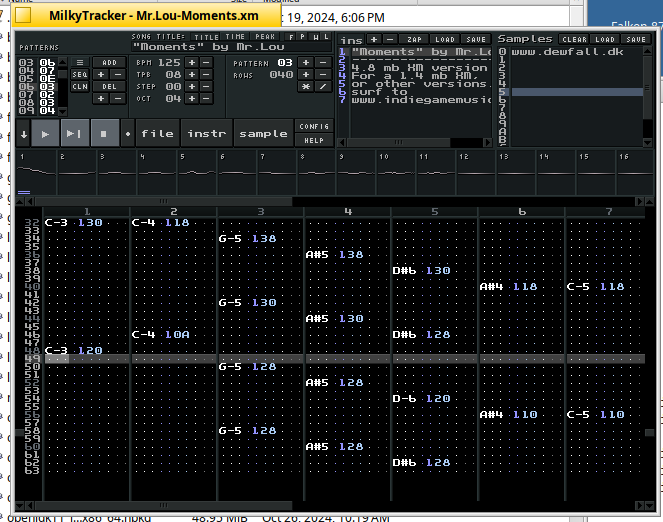 MilkyTracker - Mr.Lou-Moments.xm
t 19, 2024, 6:06 PM
Falken 87
PATTERNS
SONG TITLE: TITLE TIME F P W L
"Moments" by Mr.Lou
03 06
04 07
05 0E
06 03
07 02
08 03
09 04
ADD
SEQ + -
CLN DEL
+ -
BPM 125 + -
TPB 08 + -
STEP 00 + -
OCT 04 + -
PATTERN 03 + -
ROWS 040 + -
* /
file instr sample
CONFIG
HELP
ins + - ZAP LOAD SAVE
1 "Moments" by Mr.Lo
2 -------------------
3 4.8 mb XM version
4 For a 1.4 mb XM,
5 or other versions
6 surf to
7 www.indiegamemusic
Samples CLEAR LOAD SAVE
0 www.dewfall.dk
1
2
3
4
5
6
7
8
9
A
B
1 2 3 4 5 6 7 8 9 10 11 12 13 14 15 16
1 2 3 4 5 6 7
32 C-3 130 C-4 118
33
34 G-5 138
35
36 A#5 138
37
38 D#6 130
39
40 A#4 118 C-5 118
41
42 G-5 130
43
44 A#5 130
45
46 C-4 10A D#6 128
47
48 C-3 120
49
50 G-5 128
51
52 A#5 128
53
54 D-6 120
55
56 A#4 110 C-5 110
57
58 G-5 128
59
60 A#5 128
61
62 D#6 128
63
48.95 MiB Oct 26, 2024, 10:19 AM